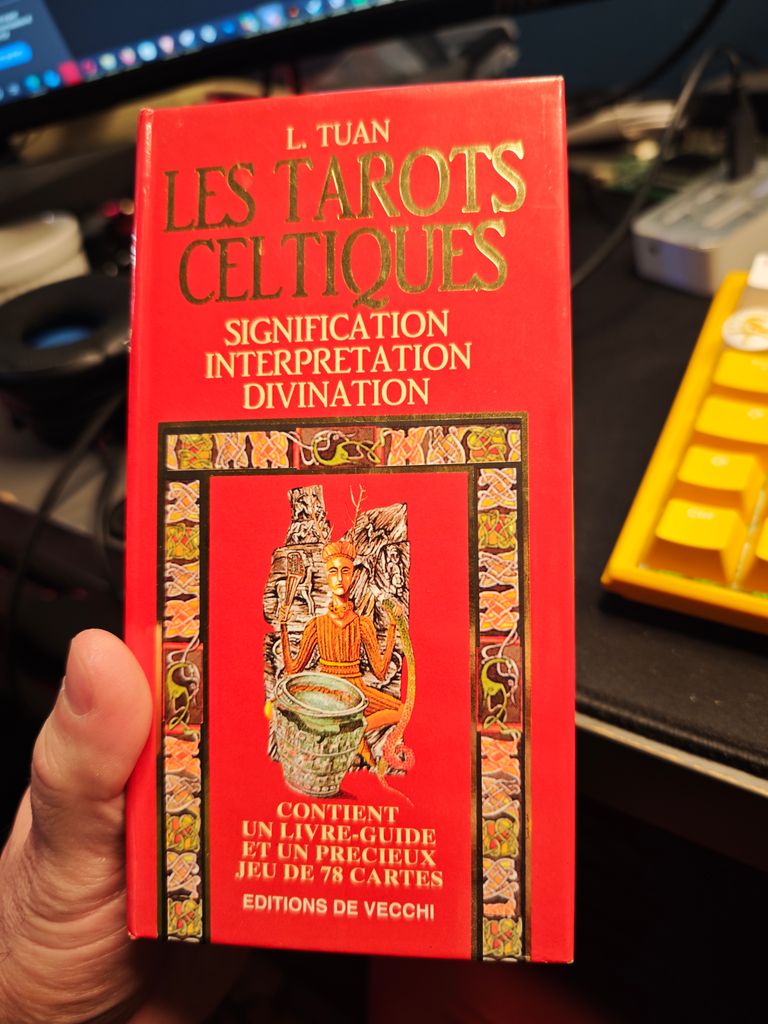 L. TUAN
LES TAROTS
CELTIQUES
SIGNIFICATION
INTERPRETATION
DIVINATION
CONTIENT
UN LIVRE-GUIDE
ET UN PRECIEUX
JEU DE 78 CARTES
EDITIONS DE VECCHI